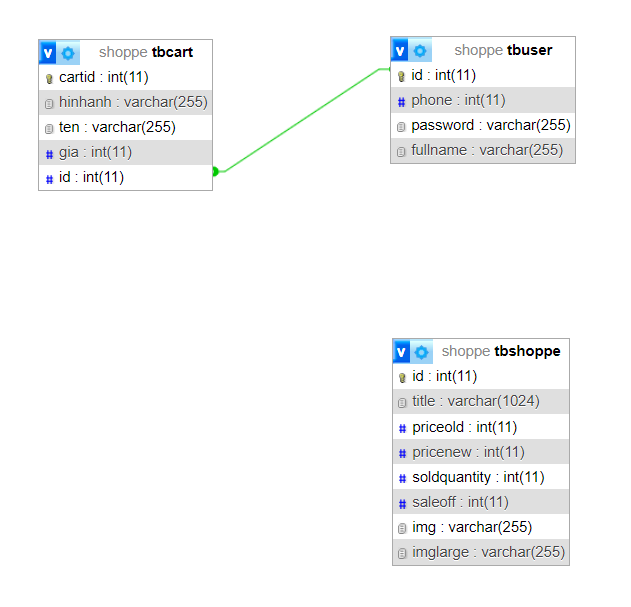 v shoppe tbcart
cartid : int(11)
hinhanh : varchar(255)
ten : varchar(255)
# gia : int(11)
# id : int(11)
v shoppe tbuser
id : int(11)
# phone : int(11)
password : varchar(255)
fullname : varchar(255)
v shoppe tbshoppe
id : int(11)
title : varchar(1024)
# priceold : int(11)
# pricenew : int(11)
# soldquantity : int(11)
# saleoff : int(11)
img : varchar(255)
imglarge : varchar(255)